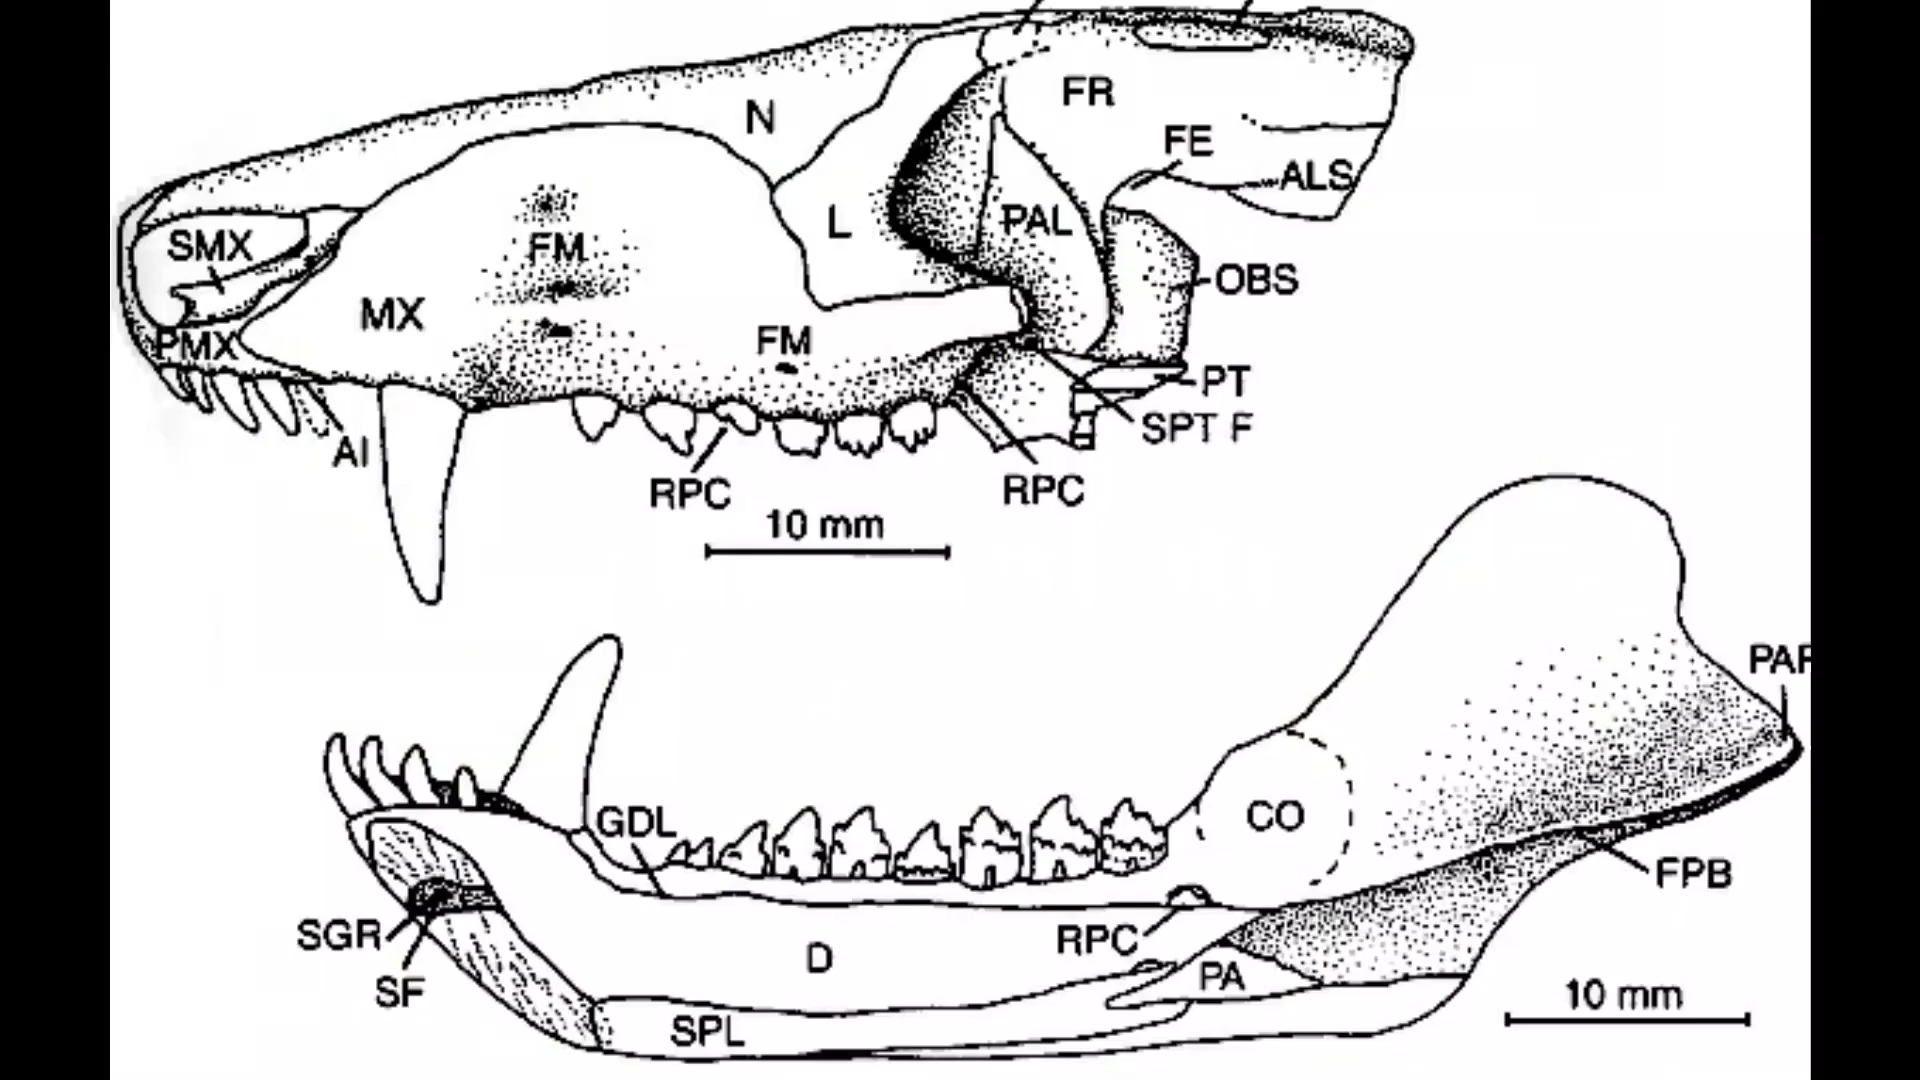 FR
N
FE
ALS
SMX
L
PAL
FM
OBS
MX
PMX
FM
PT
SPT F
AI
RPC
RPC
10 mm
PAF
GDL
CO
FPB
SGR
RPC
D
SF
PA
10 mm
SPL